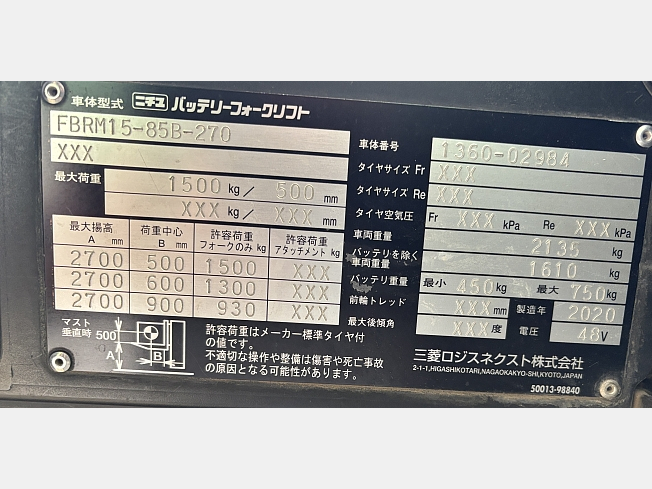 車体型式 ニチユ バッテリーフォークリフト
FBRM15-85B-270
XXX
最大荷重 1500 kg / 500 mm
XXX kg / XXX mm
最大揚高 A mm 荷重中心 B mm 許容荷重 フォークのみ kg 許容荷重 アタッチメント kg
2700 500 1500 XXX
2700 600 1300 XXX
2700 900 930 XXX
マスト垂直時 500 A B
許容荷重はメーカー標準タイヤ付
の値です。
不適切な操作や整備は傷害や死亡事故
の原因となる可能性があります。
車体番号 1360-02984
タイヤサイズ Fr XXX
タイヤサイズ Re XXX
タイヤ空気圧 Fr XXX kPa Re XXX kPa
車両重量 2135 kg
バッテリを除く車両重量 1610 kg
バッテリ重量 最小 450kg 最大 750kg
前輪トレッド XXX mm 製造年 2020
最大後傾角 XXX 度 電圧 48V
三菱ロジスネクスト株式会社
2-1-1,HIGASHIKOTARI,NAGAOKAKYO-SHI,KYOTO,JAPAN
50013-98840